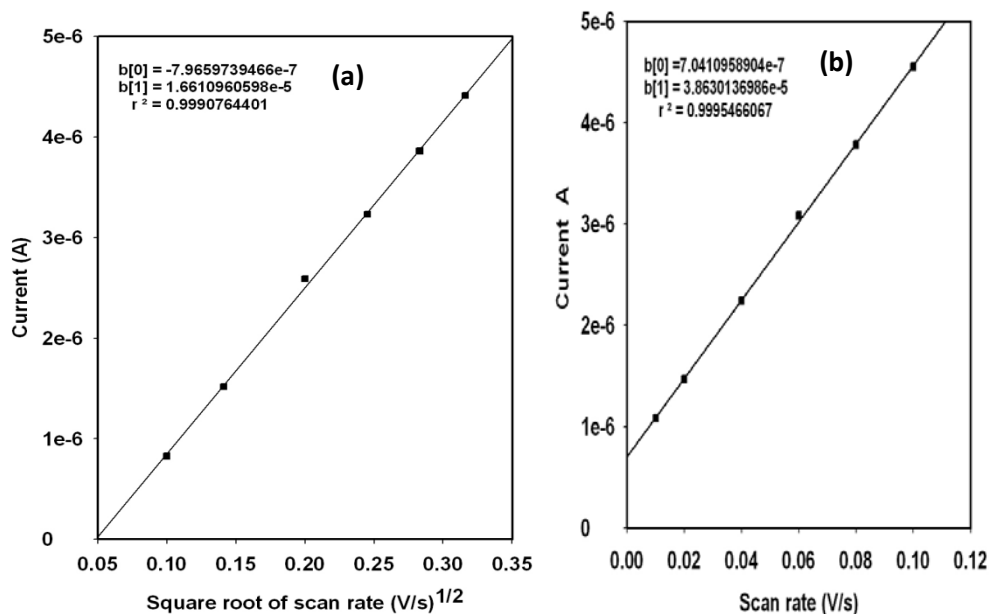 (a)
b[0] = -7.9659739466e-7
b[1] = 1.6610960598e-5
r ² = 0.9990764401
5e-6
4e-6
3e-6
2e-6
1e-6
0
Current (A)
0.05 0.10 0.15 0.20 0.25 0.30 0.35
Square root of scan rate (V/s)1/2
(b)
b[0] =7.0410958904e-7
b[1] = 3.8630136986e-5
r ² = 0.9995466067
5e-6
4e-6
3e-6
2e-6
1e-6
0
Current A
0.00 0.02 0.04 0.06 0.08 0.10 0.12
Scan rate (V/s)